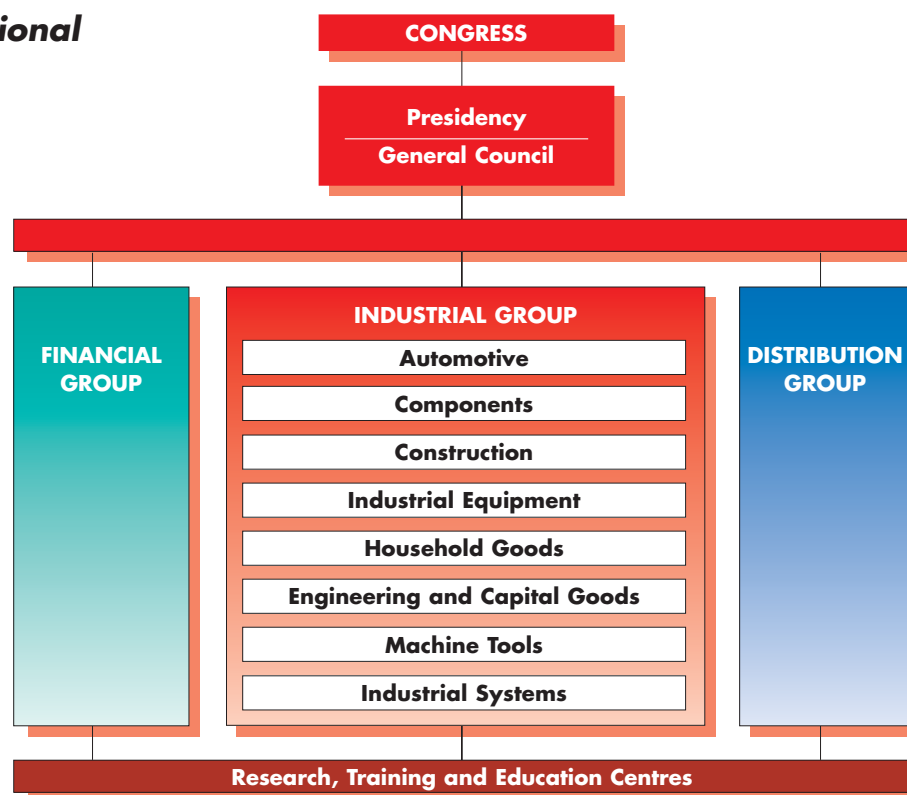 CONGRESS
Presidency
General Council
INDUSTRIAL GROUP
FINANCIAL
GROUP
Automotive
Components
Construction
Industrial Equipment
Household Goods
Engineering and Capital Goods
Machine Tools
Industrial Systems
DISTRIBUTION
GROUP
Research, Training and Education Centres